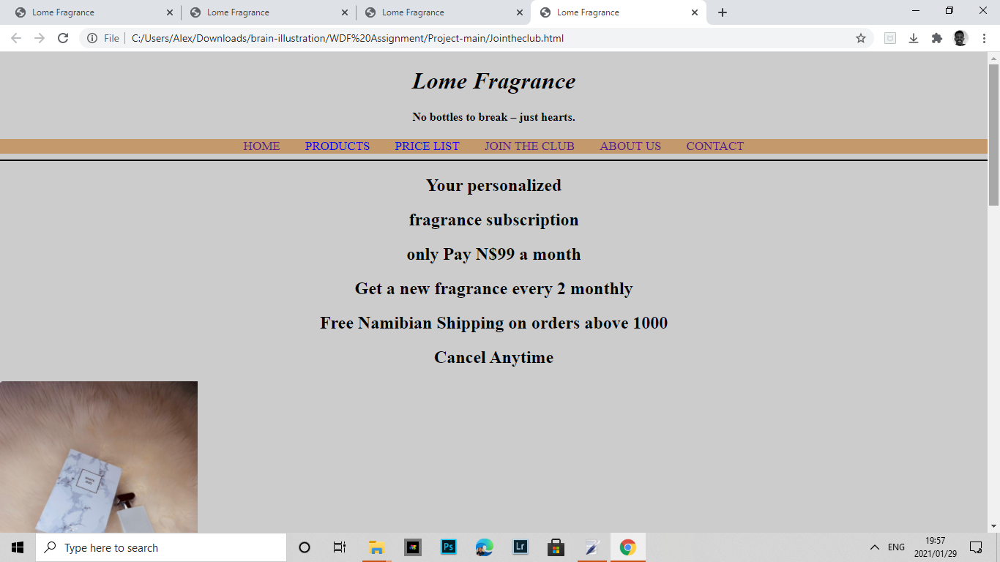 Lome Fragrance
Lome Fragrance
Lome Fragrance
Lome Fragrance
File
C:/Users/Alex/Downloads/brain-illustration/WDF%20Assignment/Project-main/Jointheclub.html
Lome Fragrance
No bottles to break – just hearts.
HOME PRODUCTS PRICE LIST JOIN THE CLUB ABOUT US CONTACT
Your personalized
fragrance subscription
only Pay N$99 a month
Get a new fragrance every 2 monthly
Free Namibian Shipping on orders above 1000
Cancel Anytime
Type here to search
Ps
Lr
ENG
19:57
2021/01/29